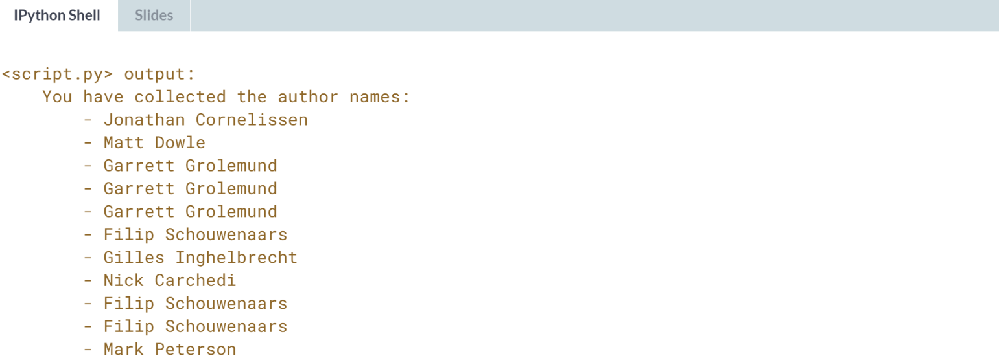 IPython Shell Slides
<script.py> output:
You have collected the author names:
- Jonathan Cornelissen
- Matt Dowle
- Garrett Grolemund
- Garrett Grolemund
- Garrett Grolemund
- Filip Schouwenaars
- Gilles Inghelbrecht
- Nick Carchedi
- Filip Schouwenaars
- Filip Schouwenaars
- Mark Peterson